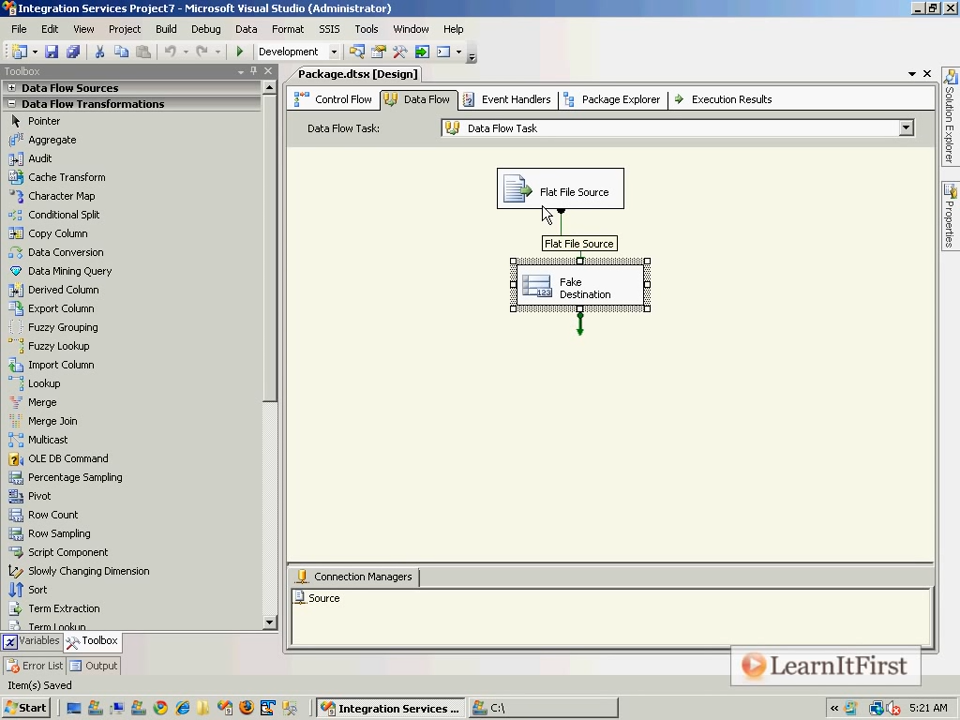 Integration Services Project7 - Microsoft Visual Studio (Administrator)
File Edit View Project Build Debug Data Format SSIS Tools Window Help
Development
Toolbox
Data Flow Sources
Data Flow Transformations
Pointer
Aggregate
Audit
Cache Transform
Character Map
Conditional Split
Copy Column
Data Conversion
Data Mining Query
Derived Column
Export Column
Fuzzy Grouping
Fuzzy Lookup
Import Column
Lookup
Merge
Merge Join
Multicast
OLE DB Command
Percentage Sampling
Pivot
Row Count
Row Sampling
Script Component
Slowly Changing Dimension
Sort
Term Extraction
Term Lookup
Variables Toolbox
Error List Output
Item(s) Saved
Package.dtsx [Design]
Control Flow Data Flow Event Handlers Package Explorer Execution Results
Data Flow Task: Data Flow Task
Flat File Source
Flat File Source
Fake
Destination
123
Connection Managers
Source
Solution Explorer
Properties
LearnItFirst
Start Integration Services ... C:\ 5:21 AM